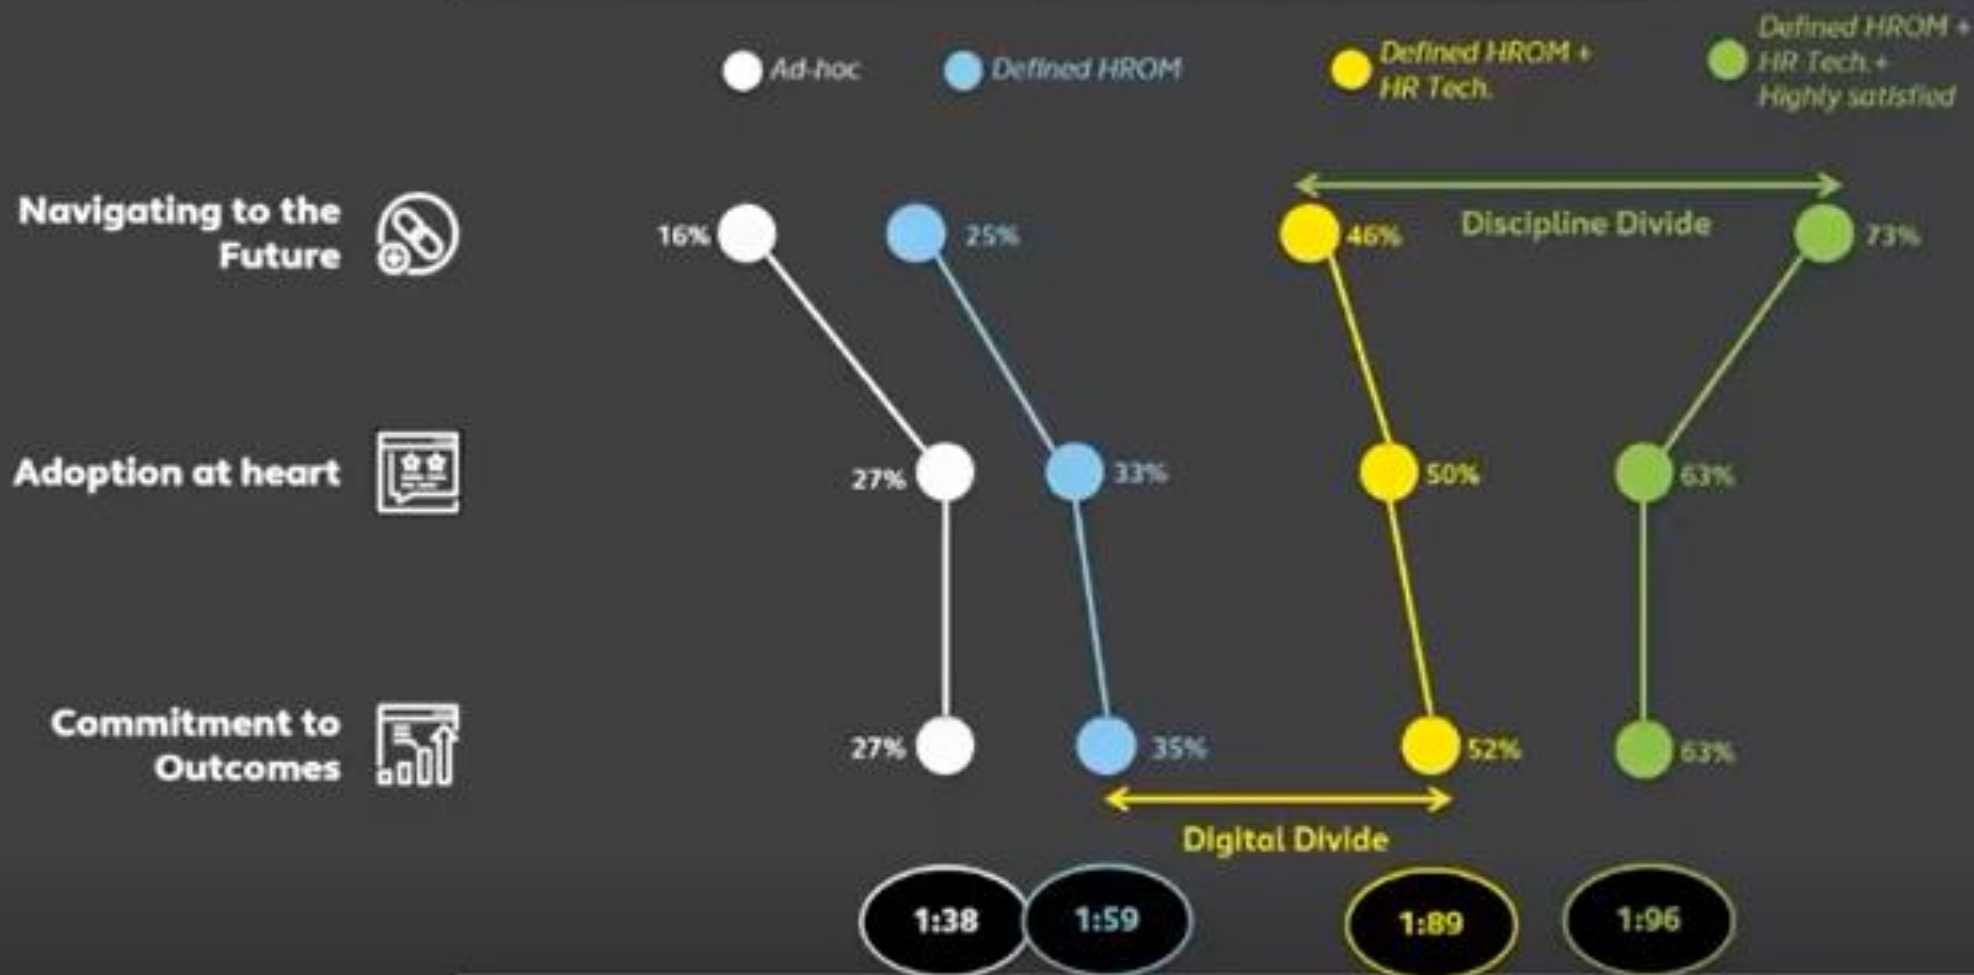 Ad-hoc
Defined HROM
Defined HROM +
HR Tech.
Defined HROM +
HR Tech.+
Highly satisfied
Navigating to the
Future
16%
25%
46%
Discipline Divide
73%
Adoption at heart
27%
33%
50%
63%
Commitment to
Outcomes
27%
35%
52%
63%
Digital Divide
1:38
1:59
1:89
1:96